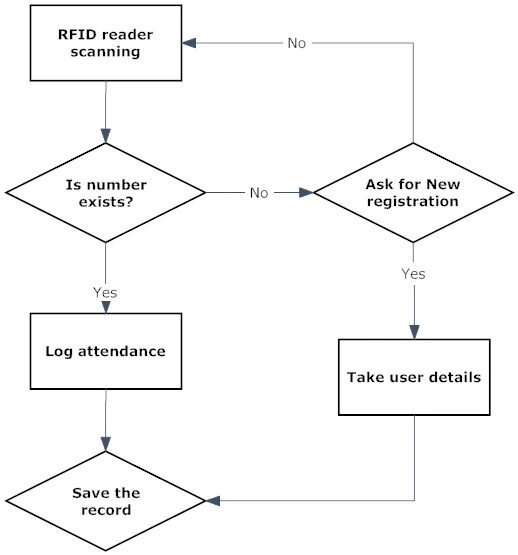 RFID reader
scanning
No
Is number
exists?
No
Ask for New
registration
Yes
Yes
Log attendance
Take user details
Save the
record